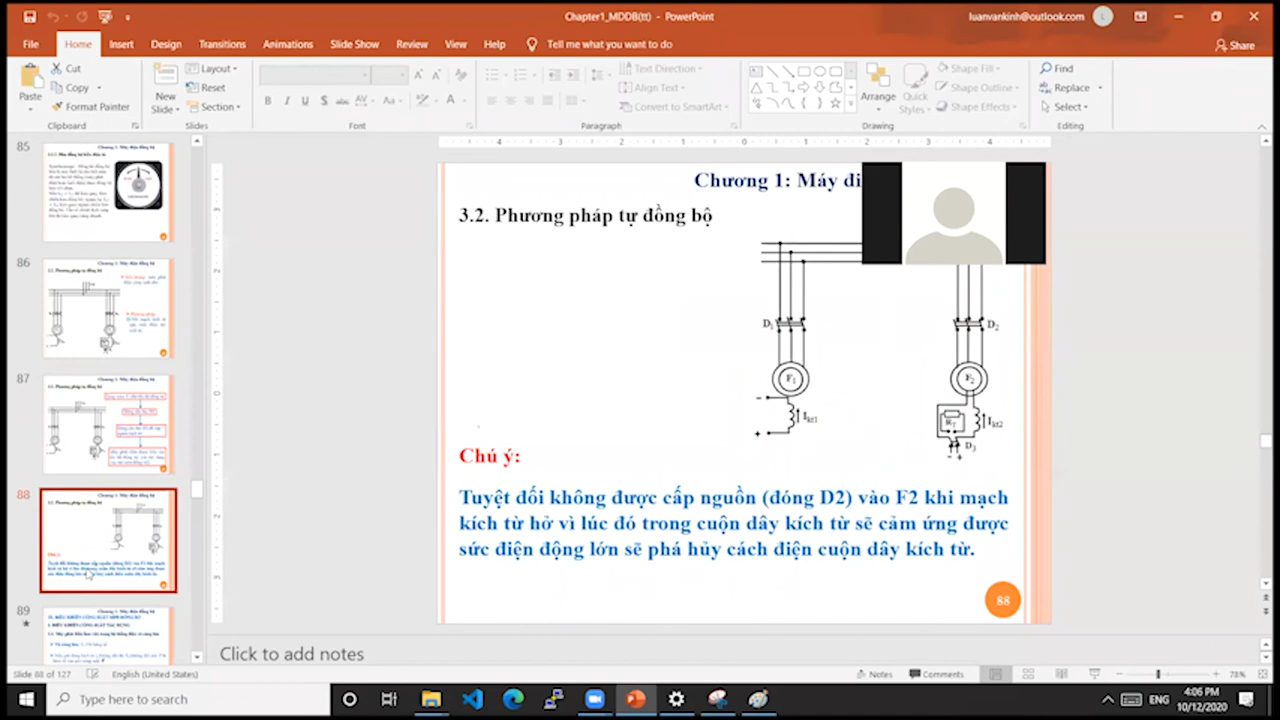 Chapter1_MDDB(tt) - PowerPoint
luanvankinh@outlook.com
L
File Home Insert Design Transitions Animations Slide Show Review View Help Tell me what you want to do
Share
Paste
Cut
Copy
Format Painter
Clipboard
New Slide
Layout
Reset
Section
Slides
Font
Text Direction
Align Text
Convert to SmartArt
Paragraph
Arrange
Quick Styles
Shape Fill
Shape Outline
Shape Effects
Drawing
Find
Replace
Select
Editing
85
86
87
88
89
Chương 1. Máy đi
3.2. Phương pháp tự đồng bộ
D1
D2
F1
F2
Ikt1
RT
Ikt2
D3
Chú ý:
Tuyệt đối không được cấp nguồn (đóng D2) vào F2 khi mạch
kích từ hở vì lúc đó trong cuộn dây kích từ sẽ cảm ứng được
sức điện động lớn sẽ phá hủy cách điện cuộn dây kích từ.
88
Click to add notes
Slide 88 of 127
English (United States)
Notes
Comments
78%
Type here to search
ENG
4:06 PM
10/12/2020